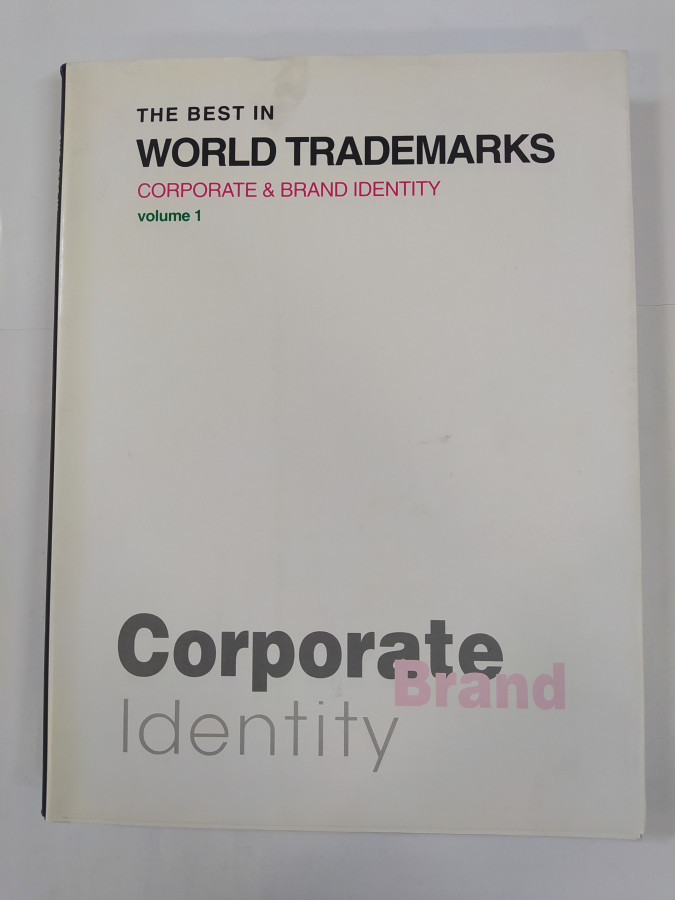 THE BEST IN
WORLD TRADEMARKS
CORPORATE & BRAND IDENTITY
volume 1
Corporate
Brand
Identity